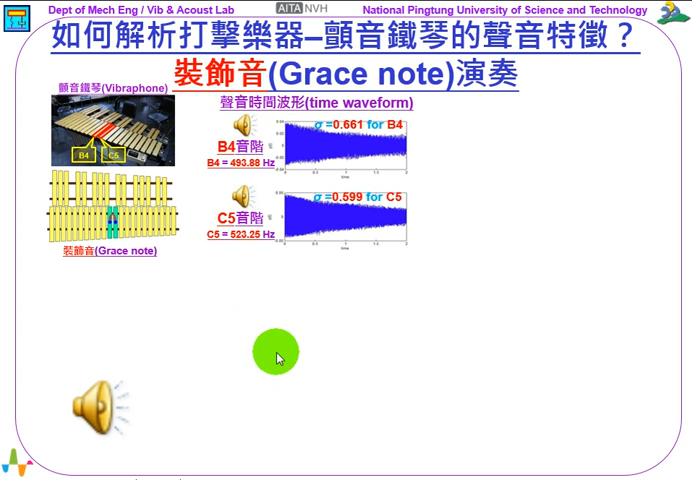 Dept of Mech Eng / Vib & Acoust Lab
AITA NVH
National Pingtung University of Science and Technology
如何解析打擊樂器–顫音鐵琴的聲音特徵？
裝飾音(Grace note)演奏
顫音鐵琴(Vibraphone)
B4
C5
裝飾音(Grace note)
聲音時間波形(time waveform)
B4音階
B4 = 493.88 Hz
σ =0.661 for B4
time
C5音階
C5 = 523.25 Hz
σ =0.599 for C5
time